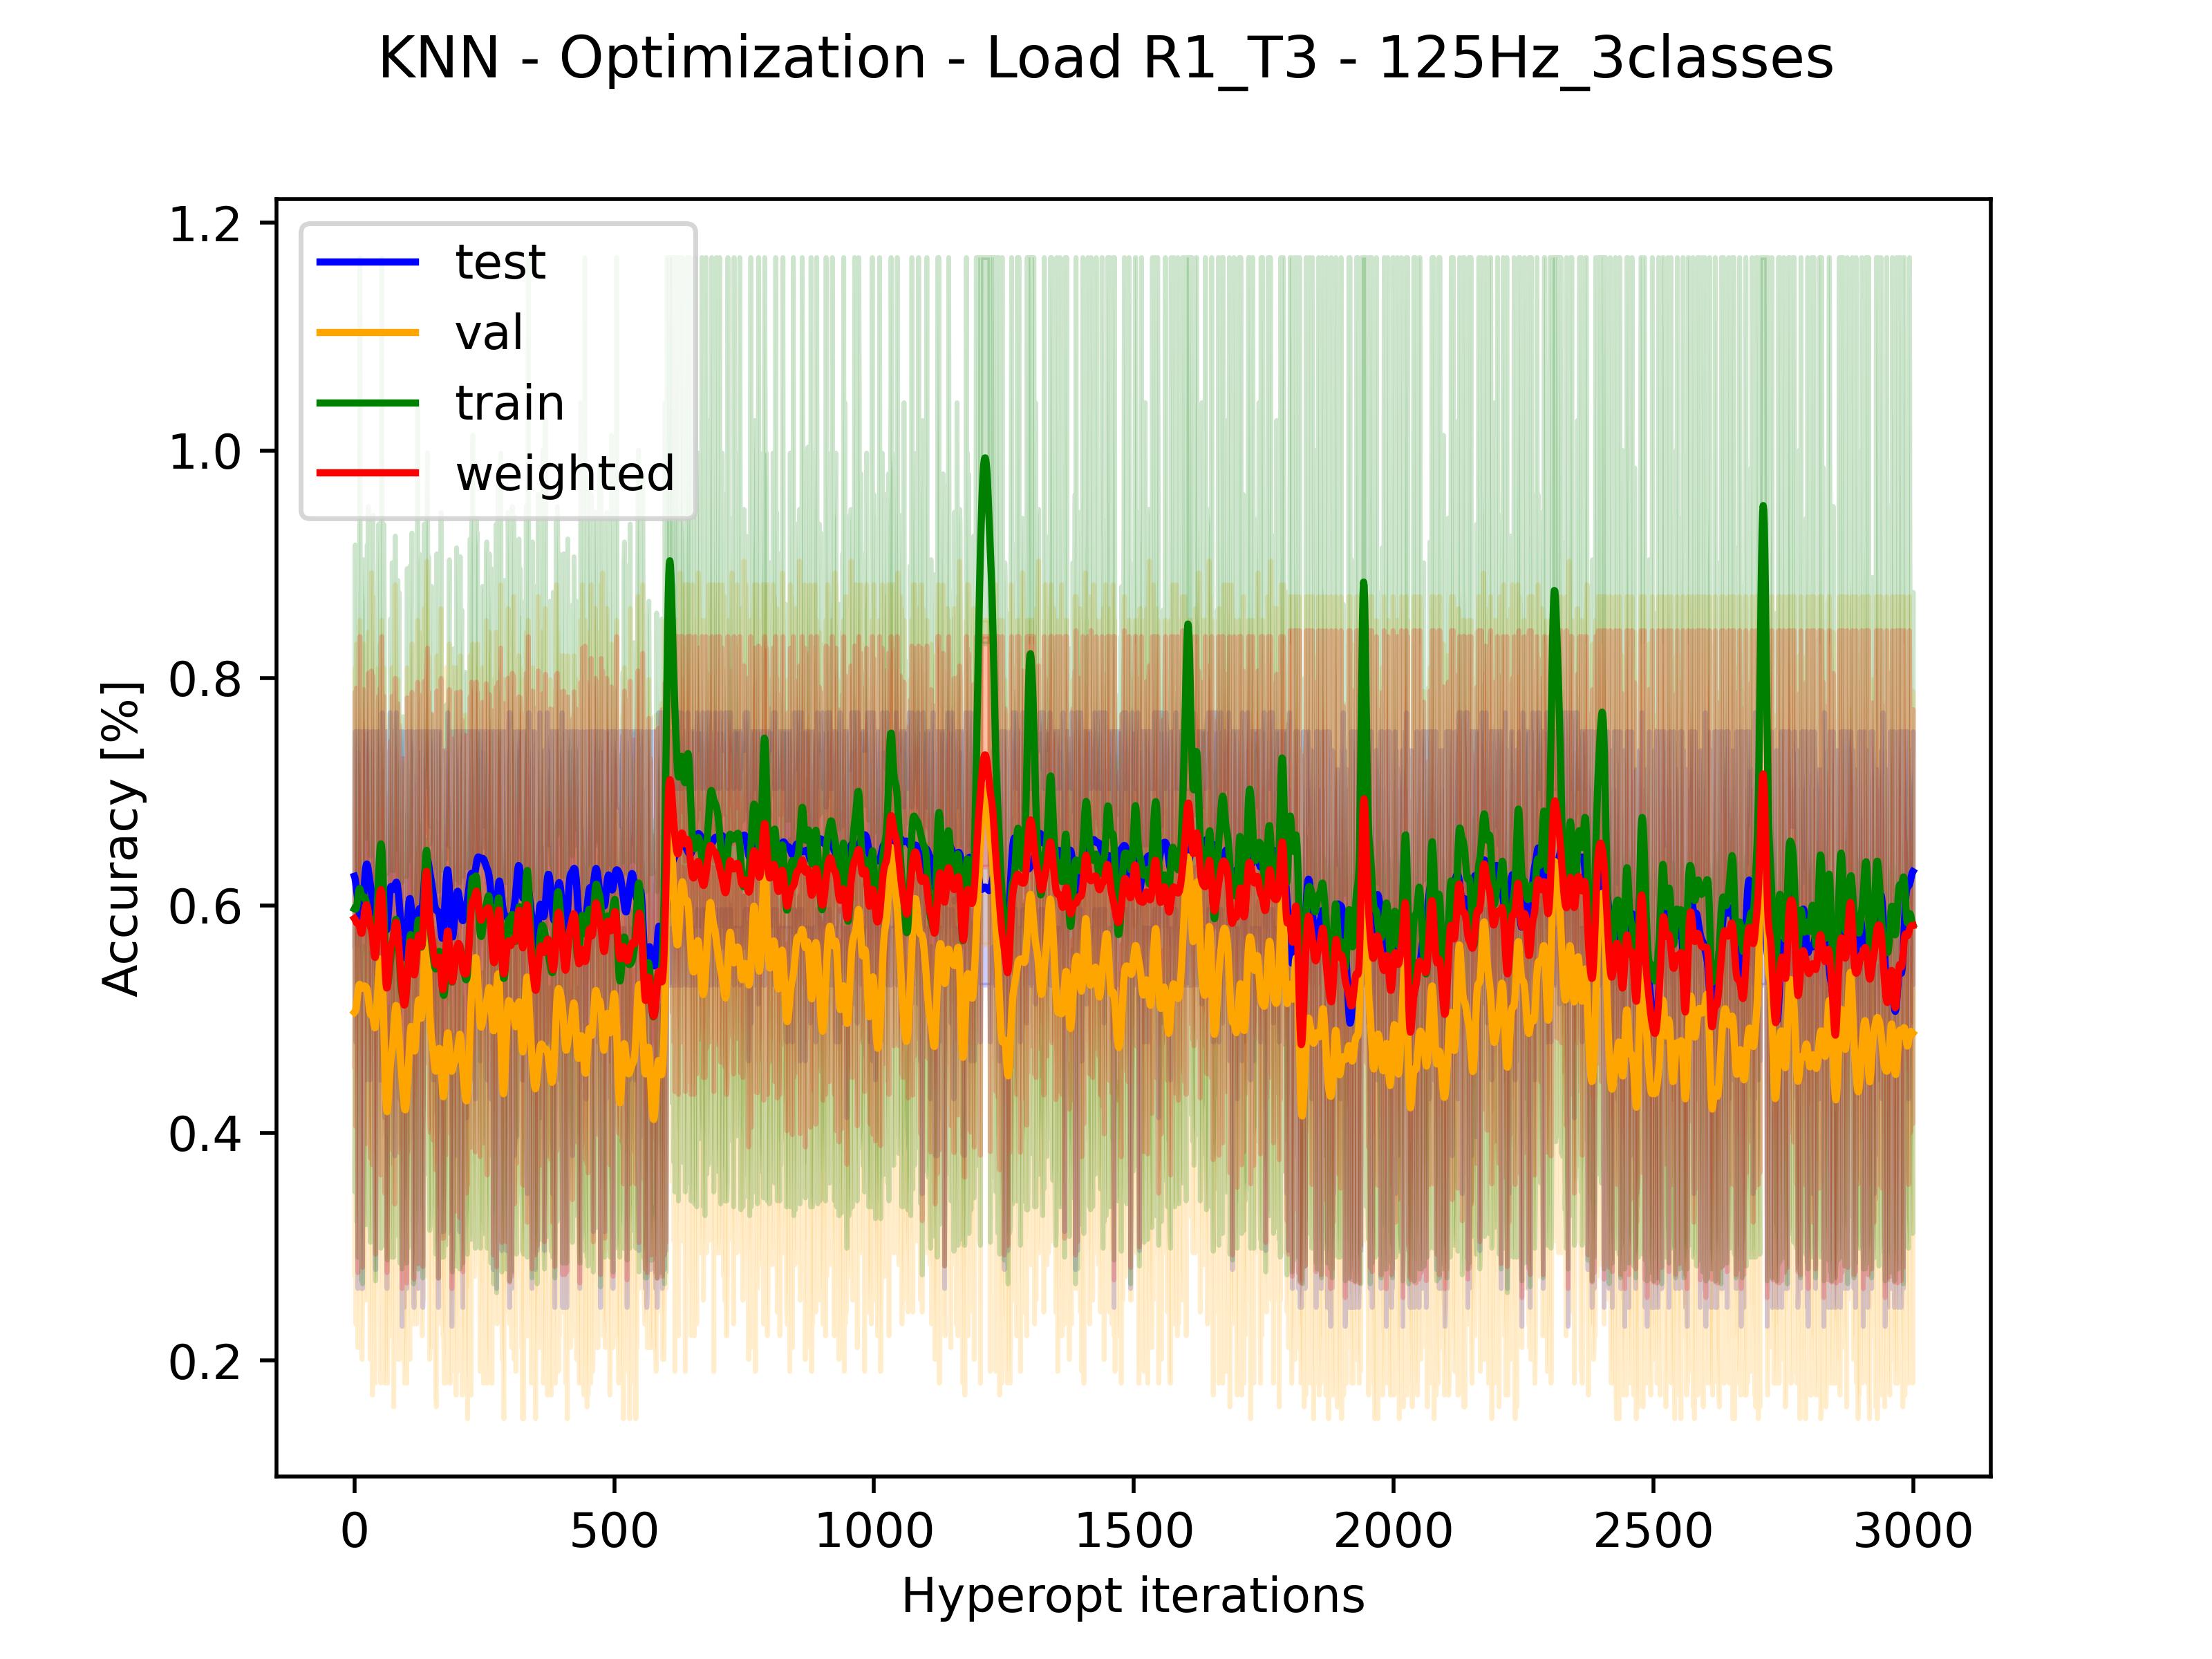 KNN - Optimization - Load R1_T3 - 125Hz_3classes
1.2
1.0
0.8
0.6
0.4
0.2
Accuracy [%]
test
val
train
weighted
0 500 1000 1500 2000 2500 3000
Hyperopt iterations